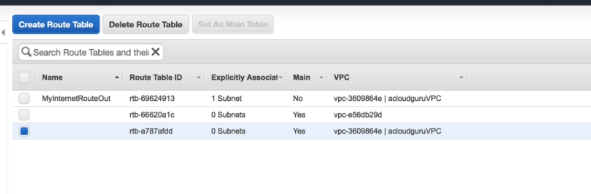 Create Route Table Delete Route Table Set As Main Table
Search Route Tables and thei X
Name Route Table ID Explicitly Associat Main VPC
MyInternetRouteOut rtb-69624913 1 Subnet No vpc-3609864e | acloudguruVPC
rtb-66620a1c 0 Subnets Yes vpc-e56db29d
rtb-a787afdd 0 Subnets Yes vpc-3609864e | acloudguruVPC